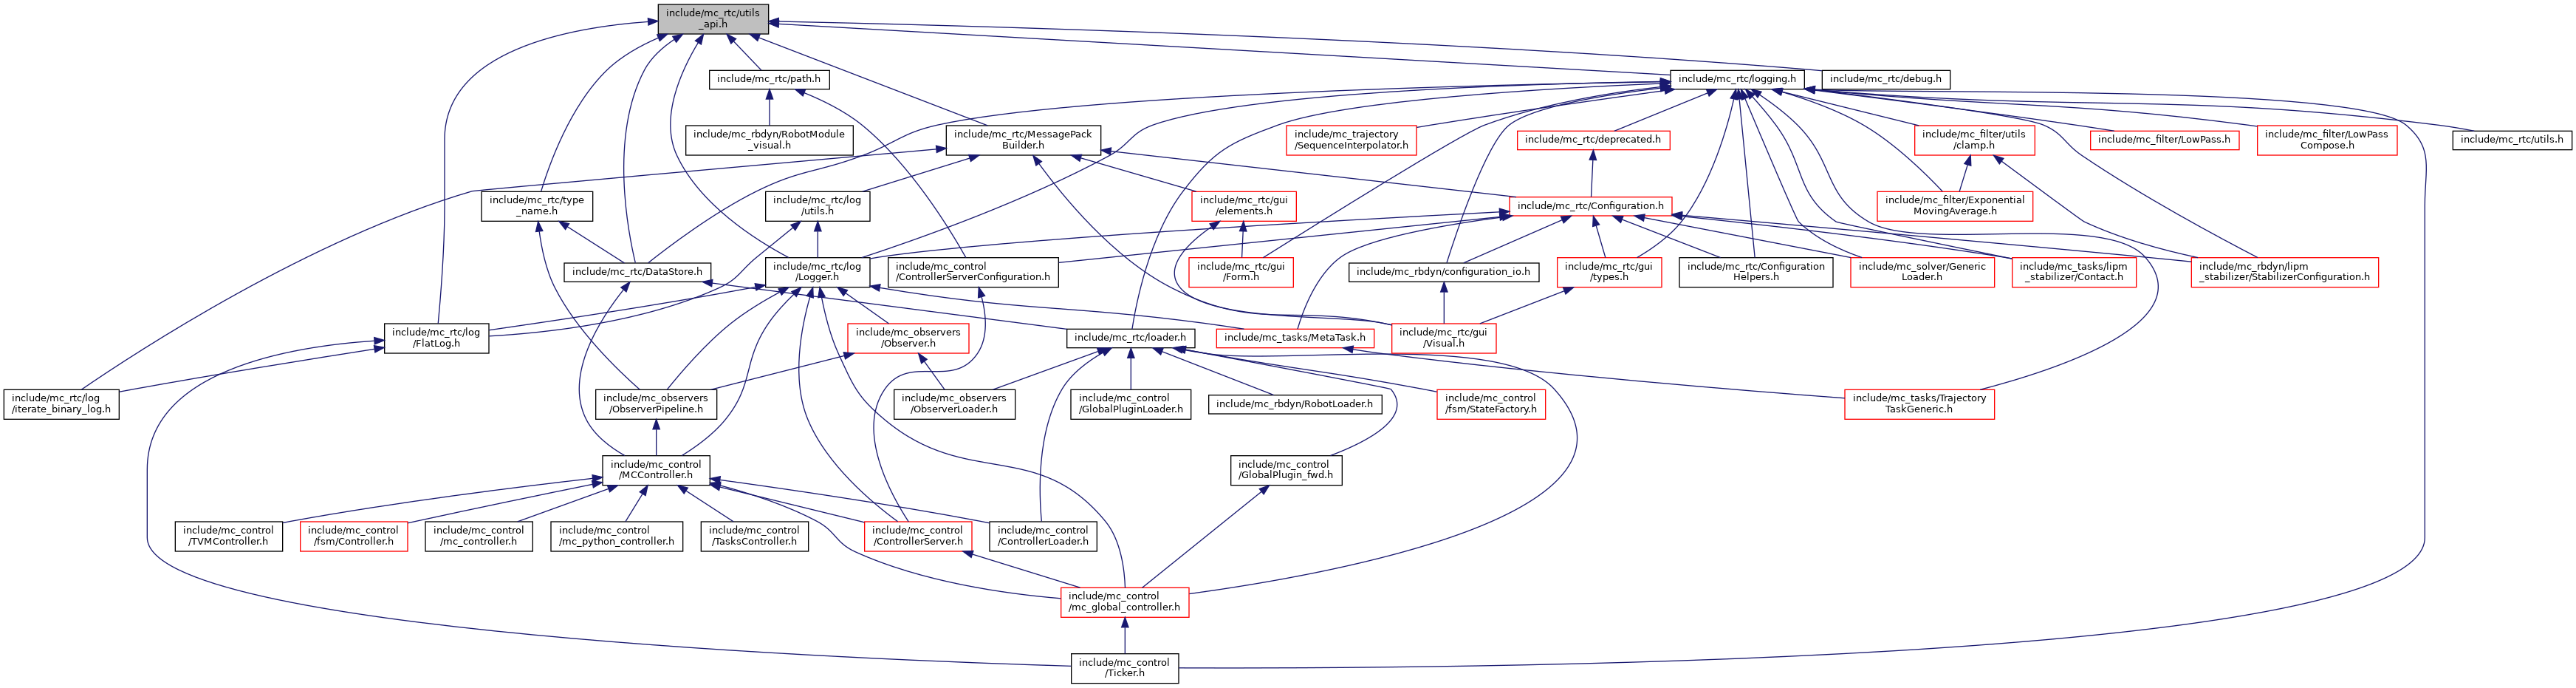 include/mc_rtc/utils
_api.h
include/mc_rtc/path.h
include/mc_rtc/logging.h
include/mc_rtc/debug.h
include/mc_rbdyn/RobotModule
_visual.h
include/mc_rtc/MessagePack
Builder.h
include/mc_trajectory
/SequenceInterpolator.h
include/mc_rtc/deprecated.h
include/mc_filter/utils
/clamp.h
include/mc_filter/LowPass.h
include/mc_filter/LowPass
Compose.h
include/mc_rtc/utils.h
include/mc_rtc/type
_name.h
include/mc_rtc/log
/utils.h
include/mc_rtc/gui
/elements.h
include/mc_rtc/Configuration.h
include/mc_filter/Exponential
MovingAverage.h
include/mc_rtc/DataStore.h
include/mc_rtc/log
/Logger.h
include/mc_control
/ControllerServerConfiguration.h
include/mc_rtc/gui
/Form.h
include/mc_rbdyn/configuration_io.h
include/mc_rtc/gui
/types.h
include/mc_rtc/Configuration
Helpers.h
include/mc_solver/Generic
Loader.h
include/mc_tasks/lipm
_stabilizer/Contact.h
include/mc_rbdyn/lipm
_stabilizer/StabilizerConfiguration.h
include/mc_rtc/log
/FlatLog.h
include/mc_observers
/Observer.h
include/mc_rtc/loader.h
include/mc_tasks/MetaTask.h
include/mc_rtc/gui
/Visual.h
include/mc_rtc/log
/iterate_binary_log.h
include/mc_observers
/ObserverPipeline.h
include/mc_observers
/ObserverLoader.h
include/mc_control
/GlobalPluginLoader.h
include/mc_rbdyn/RobotLoader.h
include/mc_control
/fsm/StateFactory.h
include/mc_tasks/Trajectory
TaskGeneric.h
include/mc_control
/MCController.h
include/mc_control
/GlobalPlugin_fwd.h
include/mc_control
/TVMController.h
include/mc_control
/fsm/Controller.h
include/mc_control
/mc_controller.h
include/mc_control
/mc_python_controller.h
include/mc_control
/TasksController.h
include/mc_control
/ControllerServer.h
include/mc_control
/ControllerLoader.h
include/mc_control
/mc_global_controller.h
include/mc_control
/Ticker.h